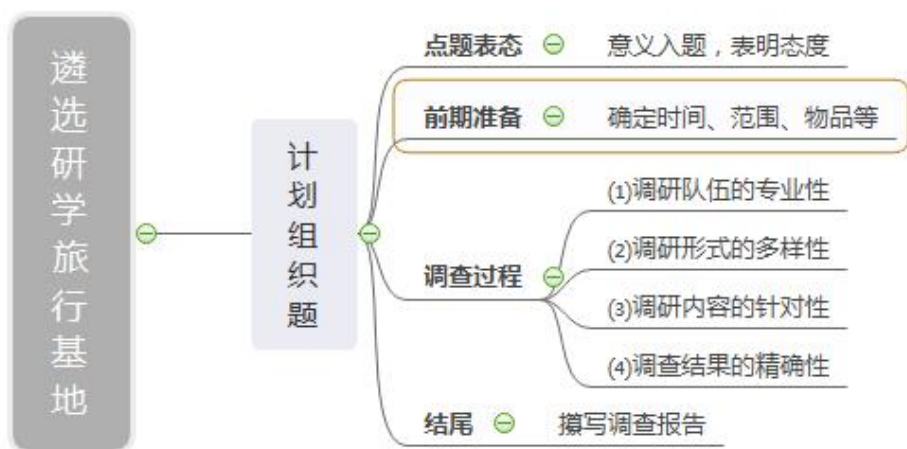 遴选研学旅行基地
计划组织题
点题表态
意义入题，表明态度
前期准备
确定时间、范围、物品等
调查过程
(1)调研队伍的专业性
(2)调研形式的多样性
(3)调研内容的针对性
(4)调查结果的精确性
结尾
撰写调查报告